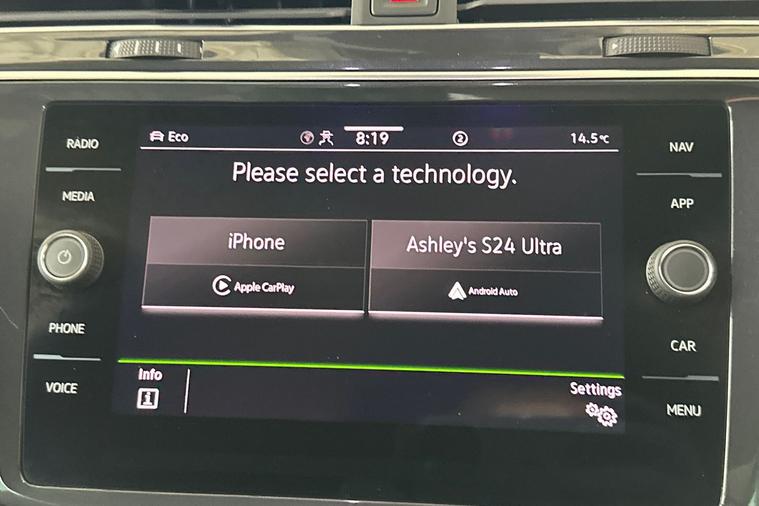 RADIO
MEDIA
PHONE
VOICE
Eco
8:19
2
14.5°C
Please select a technology.
iPhone
Apple CarPlay
Ashley's S24 Ultra
Android Auto
Info
Settings
NAV
APP
CAR
MENU